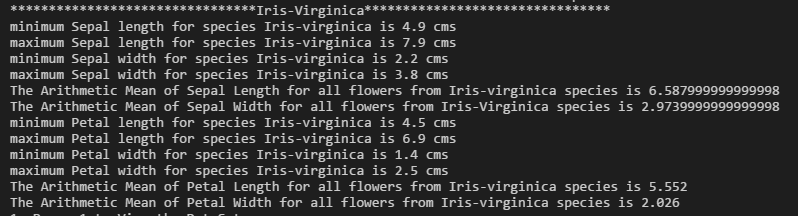 ********************************Iris-Virginica********************************
minimum Sepal length for species Iris-virginica is 4.9 cms
maximum Sepal length for species Iris-virginica is 7.9 cms
minimum Sepal width for species Iris-virginica is 2.2 cms
maximum Sepal width for species Iris-virginica is 3.8 cms
The Arithmetic Mean of Sepal Length for all flowers from Iris-virginica species is 6.587999999999998
The Arithmetic Mean of Sepal Width for all flowers from Iris-Virginica species is 2.9739999999999998
minimum Petal length for species Iris-virginica is 4.5 cms
maximum Petal length for species Iris-virginica is 6.9 cms
minimum Petal width for species Iris-virginica is 1.4 cms
maximum Petal width for species Iris-virginica is 2.5 cms
The Arithmetic Mean of Petal Length for all flowers from Iris-virginica species is 5.552
The Arithmetic Mean of Petal Width for all flowers from Iris-Virginica species is 2.026